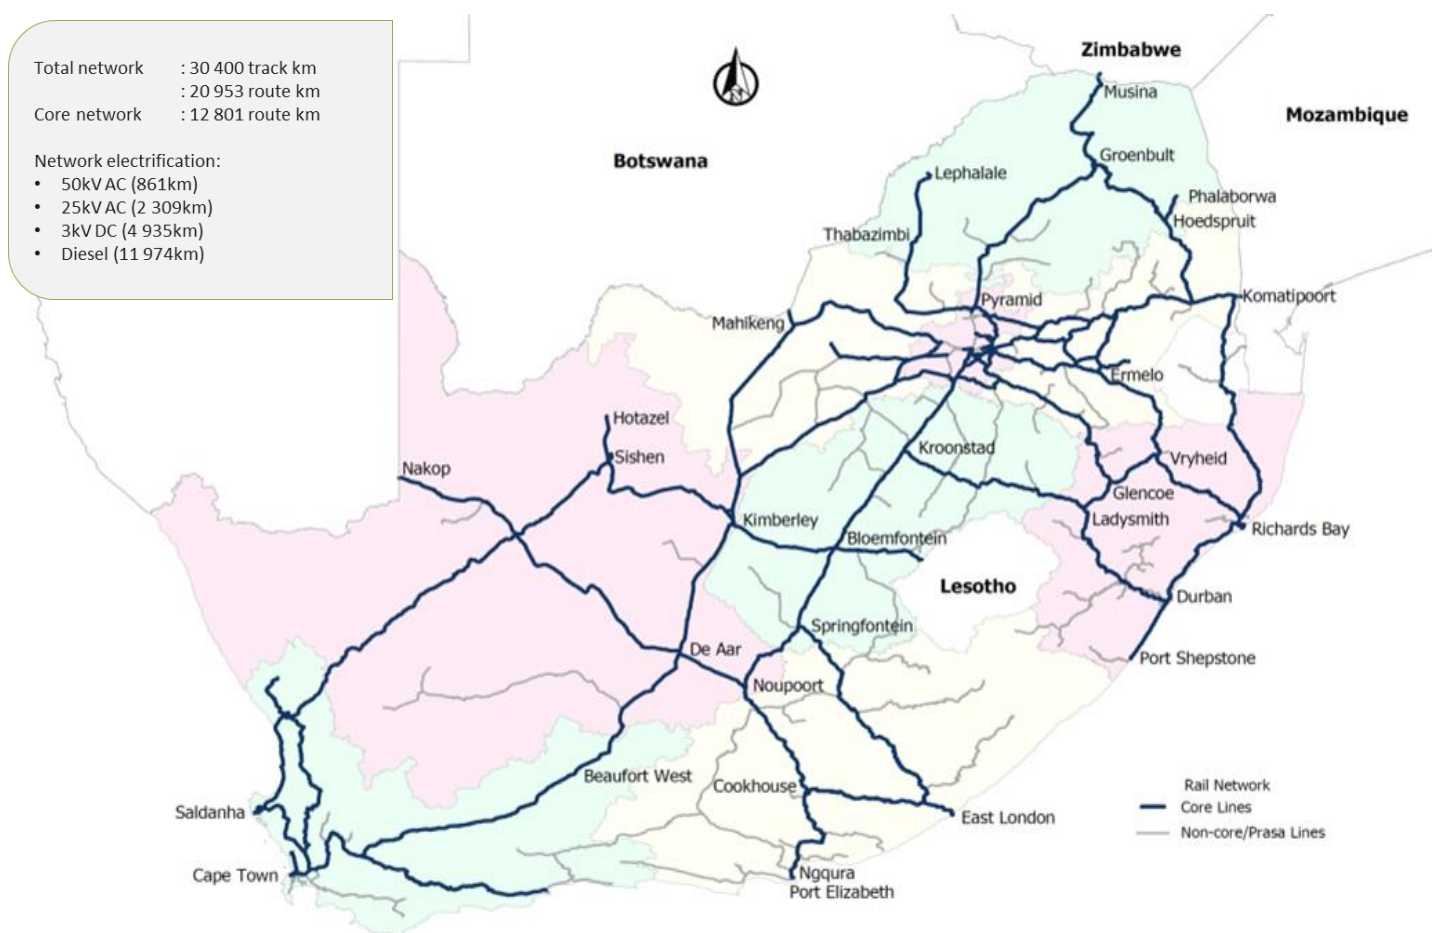 Total network : 30 400 track km
: 20 953 route km
Core network : 12 801 route km
Network electrification:
• 50kV AC (861km)
• 25kV AC (2 309km)
• 3kV DC (4 935km)
• Diesel (11 974km)
N
Zimbabwe
Musina
Mozambique
Botswana
Groenbult
Lephalale
Phalaborwa
Hoedspruit
Thabazimbi
Komatipoort
Pyramid
Mahikeng
Ermelo
Hotazel
Kroonstad
Sishen
Vryheid
Nakop
Glencoe
Kimberley
Ladysmith
Richards Bay
Bloemfontein
Lesotho
Durban
Springfontein
De Aar
Port Shepstone
Noupoort
Beaufort West
Cookhouse
Rail Network
Core Lines
Non-core/Prasa Lines
Saldanha
East London
Cape Town
Ngqura
Port Elizabeth